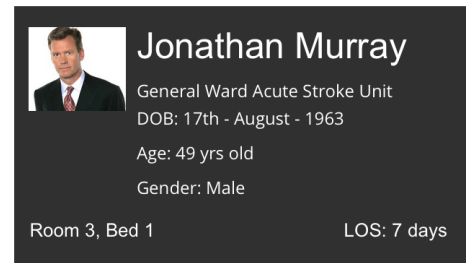 Jonathan Murray
General Ward Acute Stroke Unit
DOB: 17th - August - 1963
Age: 49 yrs old
Gender: Male
Room 3, Bed 1
LOS: 7 days